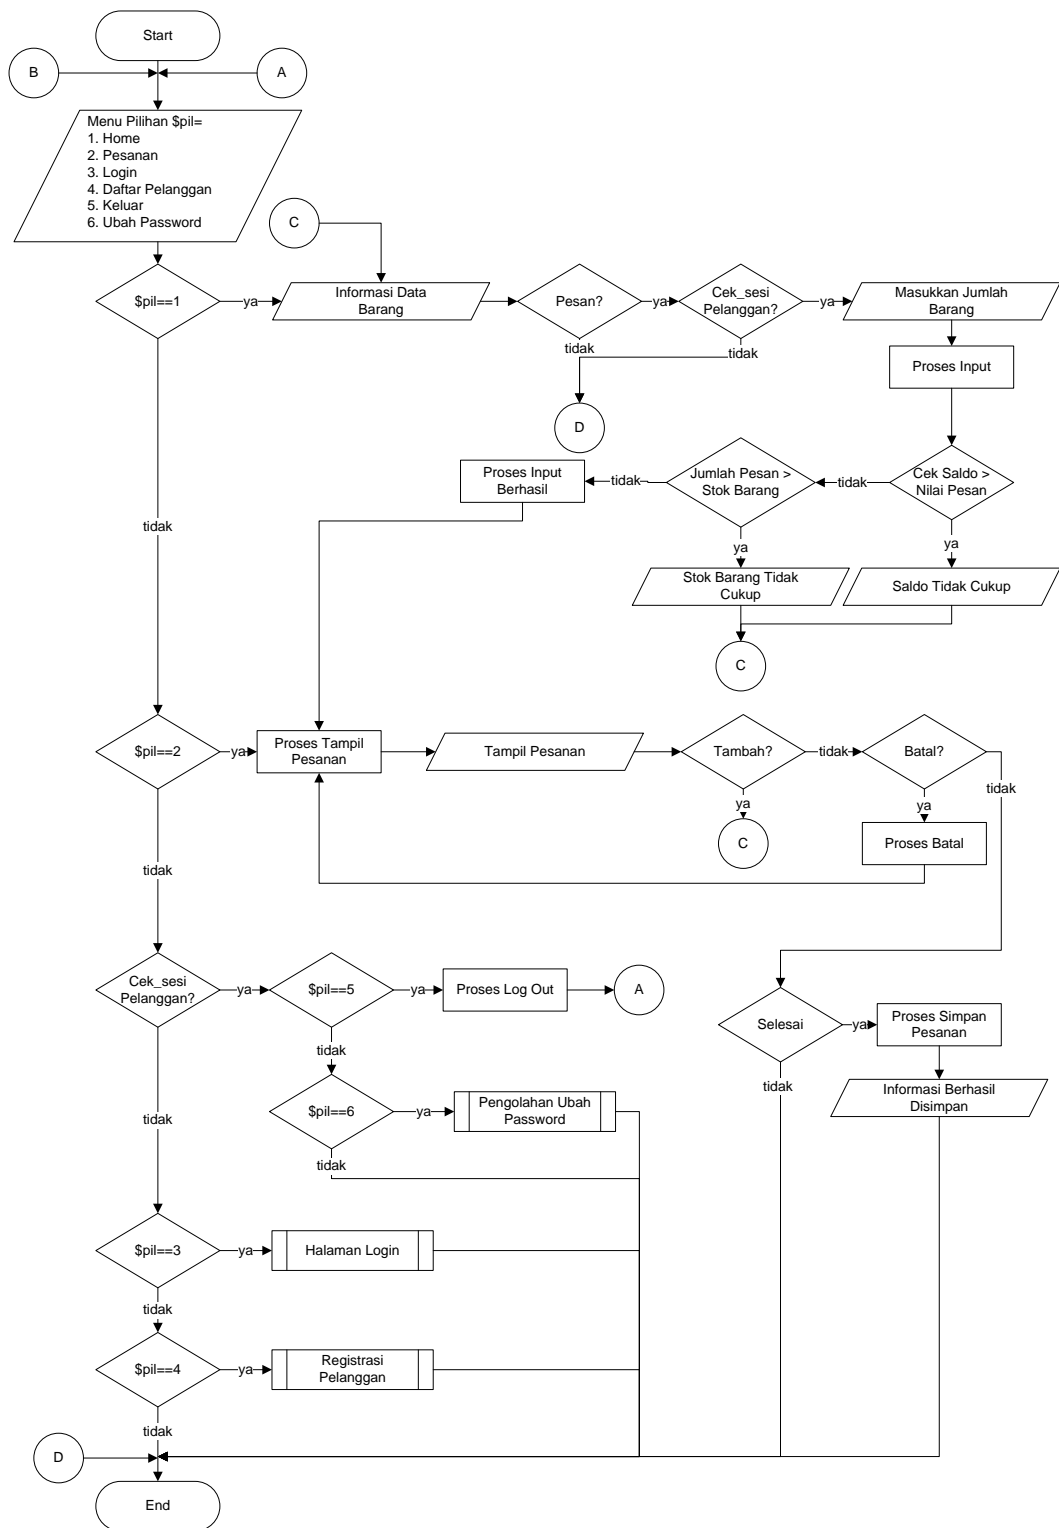 Start
B
A
Menu Pilihan $pil=
1. Home
2. Pesanan
3. Login
4. Daftar Pelanggan
5. Keluar
6. Ubah Password
C
$pil==1
ya
Informasi Data
Barang
Pesan?
ya
Cek_sesi
Pelanggan?
ya
Masukkan Jumlah
Barang
tidak
tidak
Proses Input
D
Proses Input
Berhasil
tidak
Jumlah Pesan >
Stok Barang
tidak
Cek Saldo >
Nilai Pesan
tidak
ya
ya
Stok Barang Tidak
Cukup
Saldo Tidak Cukup
C
$pil==2
ya
Proses Tampil
Pesanan
Tampil Pesanan
Tambah?
tidak
Batal?
tidak
ya
ya
C
Proses Batal
tidak
Cek_sesi
Pelanggan?
ya
$pil==5
ya
Proses Log Out
A
Selesai
ya
Proses Simpan
Pesanan
tidak
tidak
Informasi Berhasil
Disimpan
$pil==6
ya
Pengolahan Ubah
Password
tidak
tidak
$pil==3
ya
Halaman Login
tidak
$pil==4
ya
Registrasi
Pelanggan
tidak
D
End